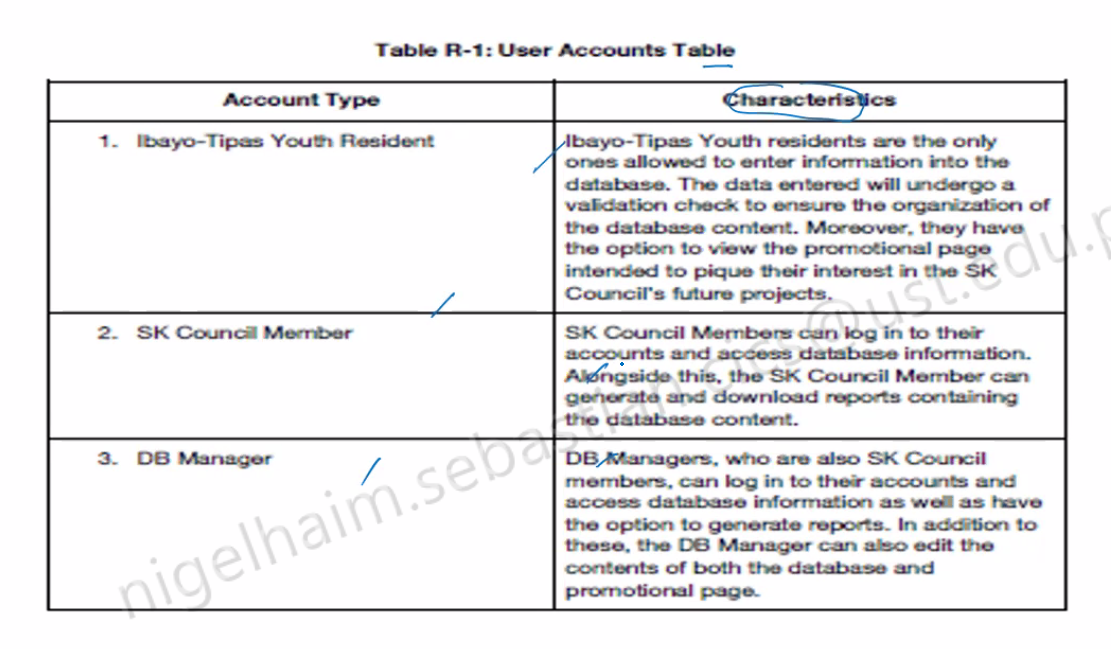 Table R-1: User Accounts Table
Account Type
Characteristics
1. Ibayo-Tipas Youth Resident
Ibayo-Tipas Youth residents are the only
ones allowed to enter information into the
database. The data entered will undergo a
validation check to ensure the organization of
the database content. Moreover, they have
the option to view the promotional page
intended to pique their interest in the SK
Council's future projects.
2. SK Council Member
SK Council Members can log in to their
accounts and access database information.
Alongside this, the SK Council Member can
generate and download reports containing
the database content.
3. DB Manager
DB Managers, who are also SK Council
members, can log in to their accounts and
access database information as well as have
the option to generate reports. In addition to
these, the DB Manager can also edit the
contents of both the database and
promotional page.
nigelhaim.sebastian.cics@ust.edu.p